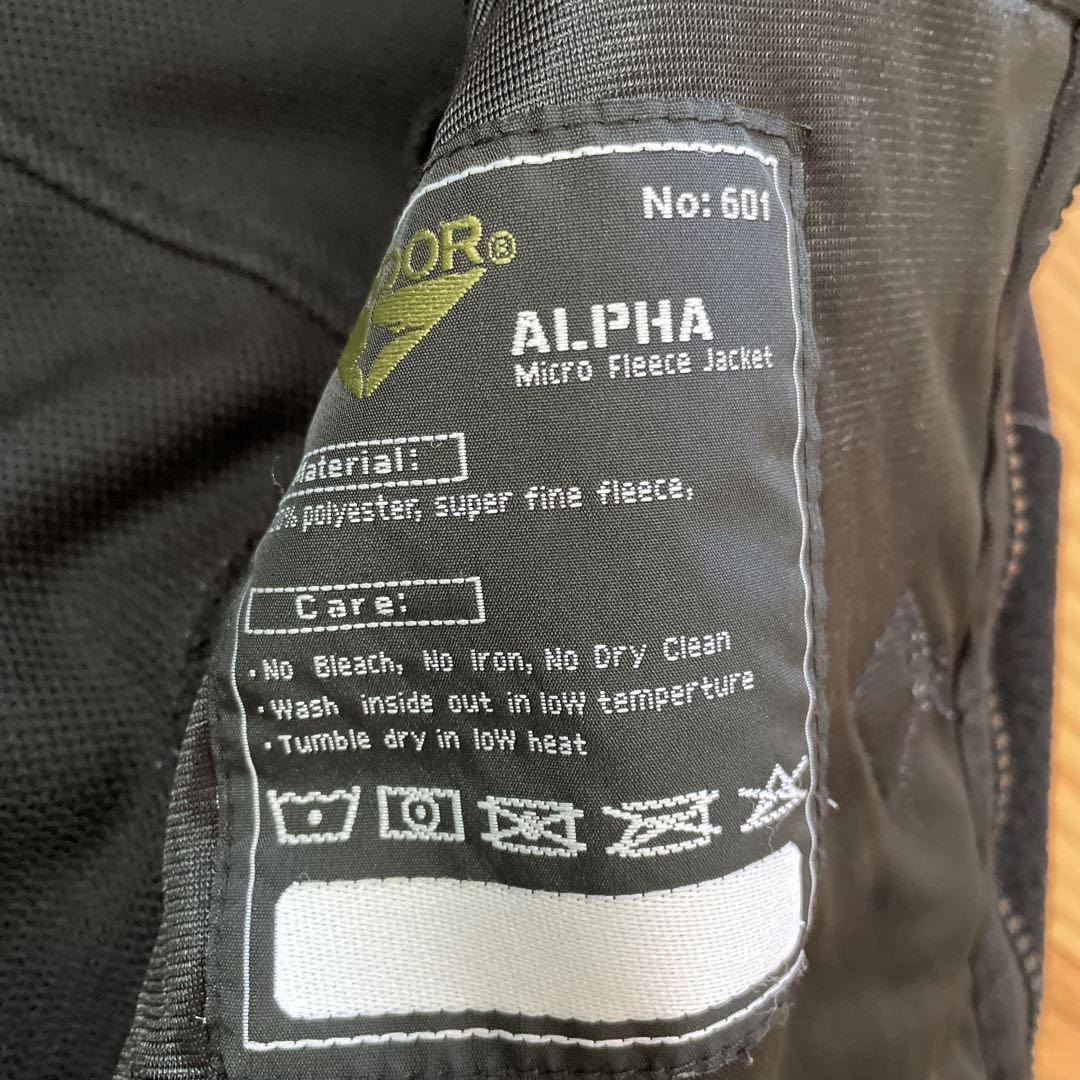 No: 601
DOR®
ALPHA
Micro Fleece Jacket
Material:
% polyester, super fine fleece,
Care:
· No Bleach, No Iron, No Dry Clean
· Wash inside out in low temperture
· Tumble dry in low heat